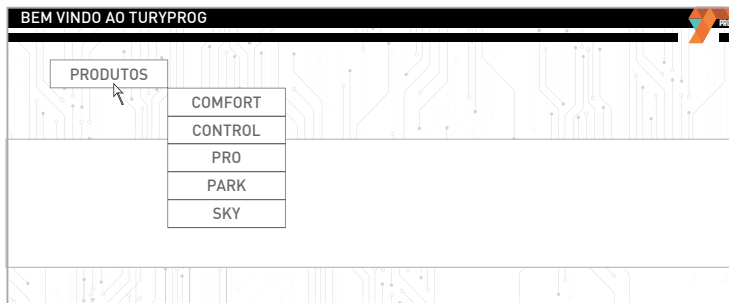 BEM VINDO AO TURYPROG
PRODUTOS
COMFORT
CONTROL
PRO
PARK
SKY